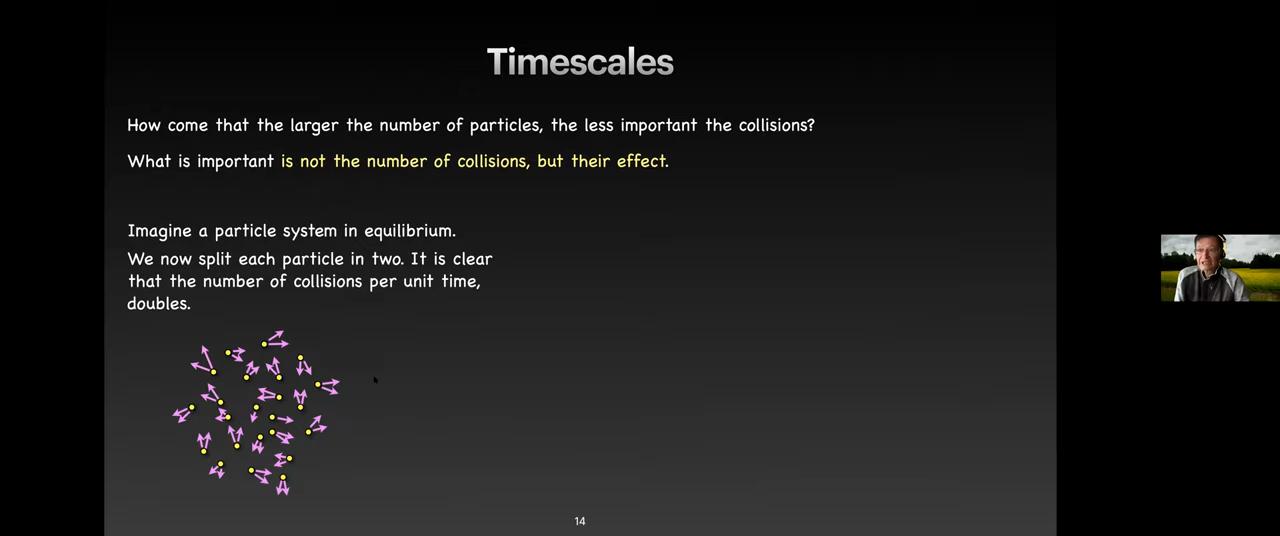 Timescales
How come that the larger the number of particles, the less important the collisions?
What is important is not the number of collisions, but their effect.
Imagine a particle system in equilibrium.
We now split each particle in two. It is clear
that the number of collisions per unit time,
doubles.
14